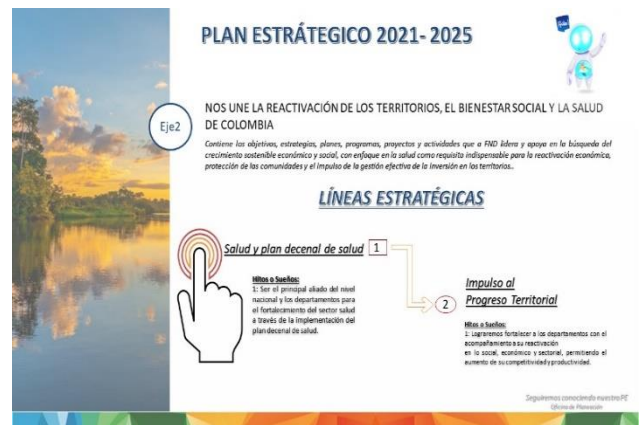 PLAN ESTRÁTEGICO 2021- 2025
Eje2
NOS UNE LA REACTIVACIÓN DE LOS TERRITORIOS, EL BIENESTAR SOCIAL Y LA SALUD
DE COLOMBIA
Contiene los objetivos, estrategias, planes, programas, proyectos y actividades que a FND lidera y apoya en la búsqueda del
crecimiento sostenible económico y social, con enfoque en la salud como requisito indispensable para la reactivación económica,
protección de las comunidades y el impulso de la gestión efectiva de la inversión en los territorios..
LÍNEAS ESTRATÉGICAS
Salud y plan decenal de salud 1
Hitos o Sueños:
1: Ser el principal aliado del nivel
nacional y los departamentos para
el fortalecimiento del sector salud
a través de la implementación del
plan decenal de salud.
2
Impulso al
Progreso Territorial
Hitos o Sueños:
1: Lograremos fortalecer a los departamentos con el
acompañamiento a su reactivación
en lo social, económico y sectorial, permitiendo el
aumento de su competitividad y productividad.
Seguiremos conociendo nuestro PE
Oficina de Planeación